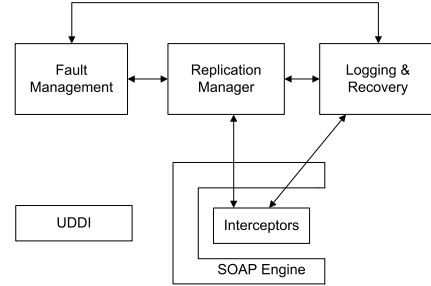 Fault
Management
Replication
Manager
Logging &
Recovery
UDDI
Interceptors
SOAP Engine